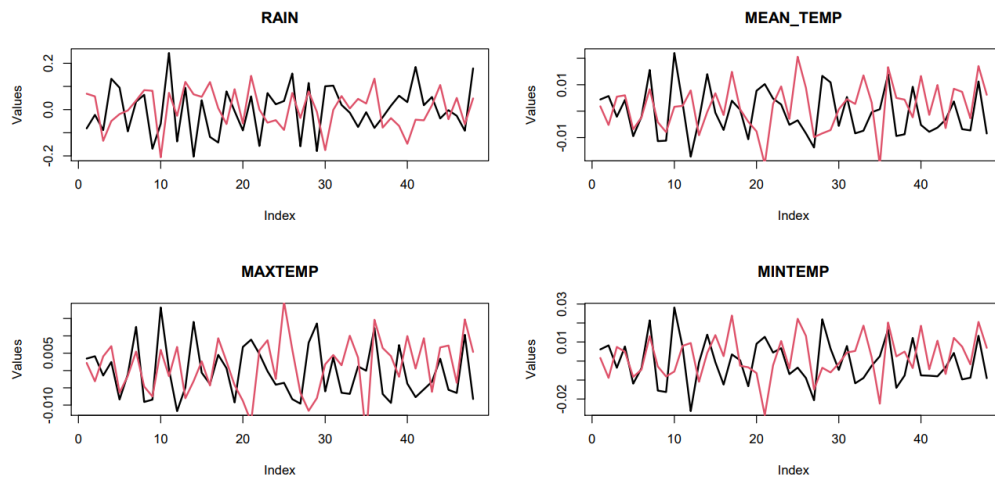 RAIN
Values
0.2
0.0
-0.2
0 10 20 30 40
Index
MEAN_TEMP
Values
0.01
-0.01
0 10 20 30 40
Index
MAXTEMP
Values
0.005
-0.010
0 10 20 30 40
Index
MINTEMP
Values
0.03
0.01
-0.02
0 10 20 30 40
Index